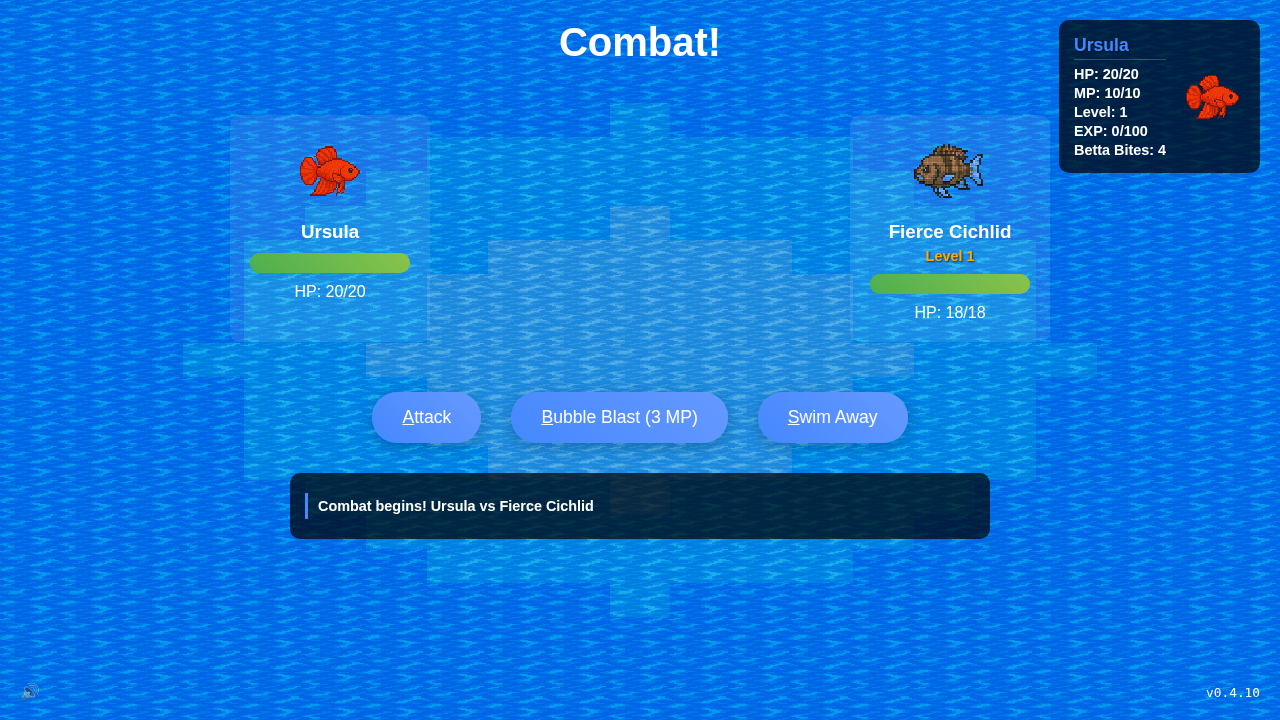 Combat!
Ursula
HP: 20/20
MP: 10/10
Level: 1
EXP: 0/100
Betta Bites: 4
Ursula
HP: 20/20
Fierce Cichlid
Level 1
HP: 18/18
Attack
Bubble Blast (3 MP)
Swim Away
Combat begins! Ursula vs Fierce Cichlid
v0.4.10